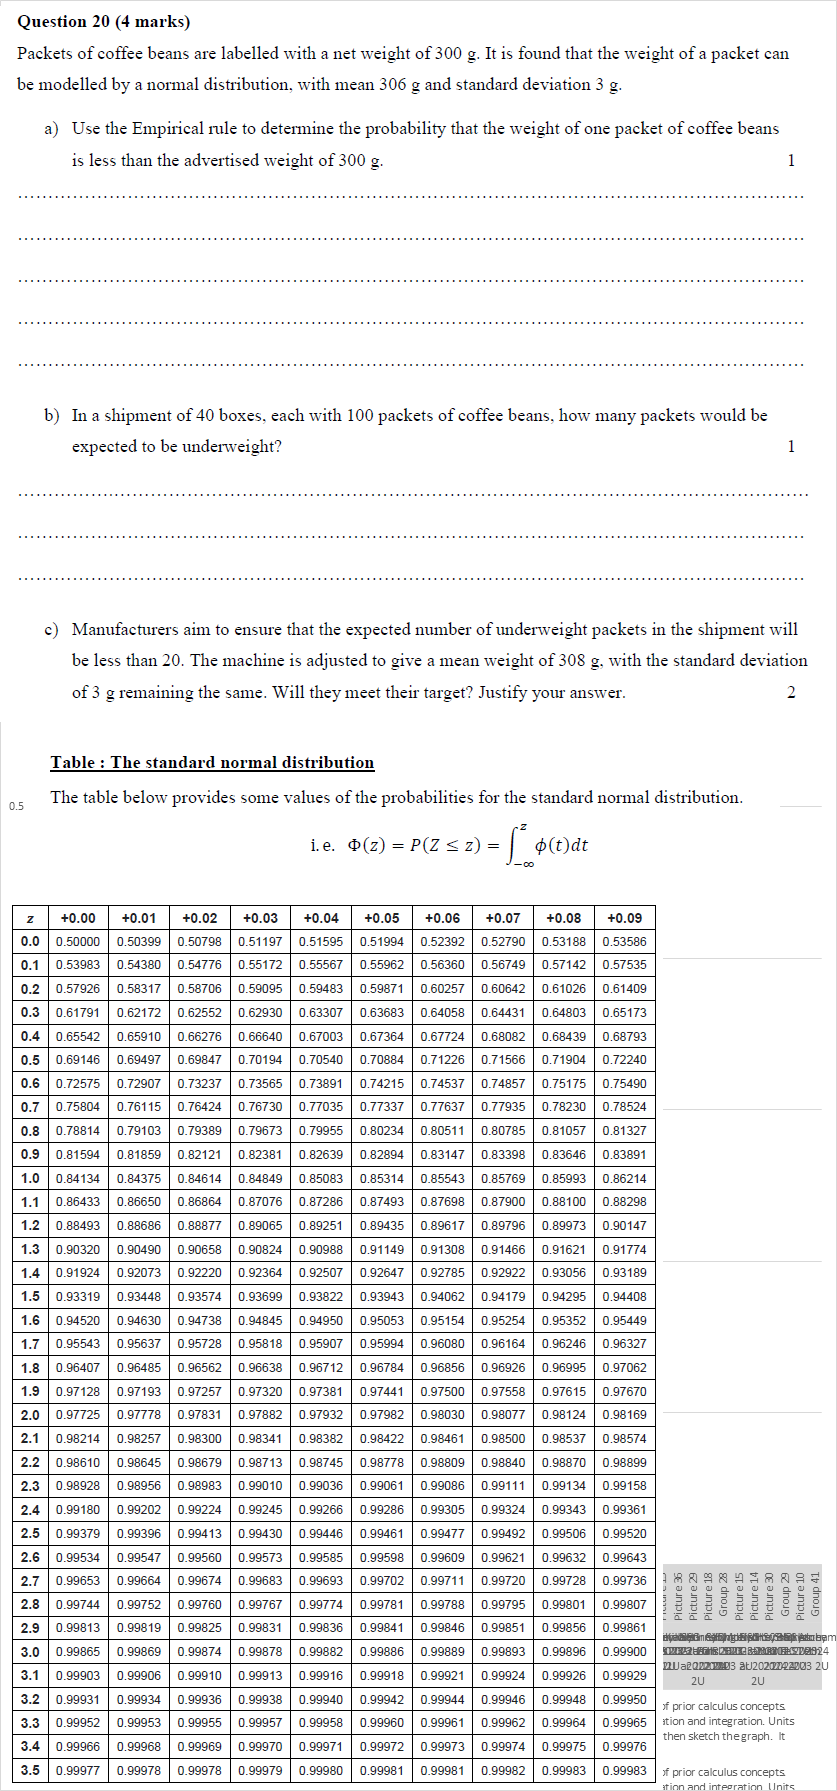 Question 20 (4 marks)
Packets of coffee beans are labelled with a net weight of 300 g. It is found that the weight of a packet can
be modelled by a normal distribution, with mean 306 g and standard deviation 3 g.
a) Use the Empirical rule to determine the probability that the weight of one packet of coffee beans
is less than the advertised weight of 300 g. 1
b) In a shipment of 40 boxes, each with 100 packets of coffee beans, how many packets would be
expected to be underweight? 1
c) Manufacturers aim to ensure that the expected number of underweight packets in the shipment will
be less than 20. The machine is adjusted to give a mean weight of 308 g, with the standard deviation
of 3 g remaining the same. Will they meet their target? Justify your answer. 2
Table : The standard normal distribution
The table below provides some values of the probabilities for the standard normal distribution.
0.5
i.e. Φ(z) = P(Z ≤ z) = ∫_{−∞}^{z} ϕ(t)dt
z +0.00 +0.01 +0.02 +0.03 +0.04 +0.05 +0.06 +0.07 +0.08 +0.09
0.0 0.50000 0.50399 0.50798 0.51197 0.51595 0.51994 0.52392 0.52790 0.53188 0.53586
0.1 0.53983 0.54380 0.54776 0.55172 0.55567 0.55962 0.56360 0.56749 0.57142 0.57535
0.2 0.57926 0.58317 0.58706 0.59095 0.59483 0.59871 0.60257 0.60642 0.61026 0.61409
0.3 0.61791 0.62172 0.62552 0.62930 0.63307 0.63683 0.64058 0.64431 0.64803 0.65173
0.4 0.65542 0.65910 0.66276 0.66640 0.67003 0.67364 0.67724 0.68082 0.68439 0.68793
0.5 0.69146 0.69497 0.69847 0.70194 0.70540 0.70884 0.71226 0.71566 0.71904 0.72240
0.6 0.72575 0.72907 0.73237 0.73565 0.73891 0.74215 0.74537 0.74857 0.75175 0.75490
0.7 0.75804 0.76115 0.76424 0.76730 0.77035 0.77337 0.77637 0.77935 0.78230 0.78524
0.8 0.78814 0.79103 0.79389 0.79673 0.79955 0.80234 0.80511 0.80785 0.81057 0.81327
0.9 0.81594 0.81859 0.82121 0.82381 0.82639 0.82894 0.83147 0.83398 0.83646 0.83891
1.0 0.84134 0.84375 0.84614 0.84849 0.85083 0.85314 0.85543 0.85769 0.85993 0.86214
1.1 0.86433 0.86650 0.86864 0.87076 0.87286 0.87493 0.87698 0.87900 0.88100 0.88298
1.2 0.88493 0.88686 0.88877 0.89065 0.89251 0.89435 0.89617 0.89796 0.89973 0.90147
1.3 0.90320 0.90490 0.90658 0.90824 0.90988 0.91149 0.91308 0.91466 0.91621 0.91774
1.4 0.91924 0.92073 0.92220 0.92364 0.92507 0.92647 0.92785 0.92922 0.93056 0.93189
1.5 0.93319 0.93448 0.93574 0.93699 0.93822 0.93943 0.94062 0.94179 0.94295 0.94408
1.6 0.94520 0.94630 0.94738 0.94845 0.94950 0.95053 0.95154 0.95254 0.95352 0.95449
1.7 0.95543 0.95637 0.95728 0.95818 0.95907 0.95994 0.96080 0.96164 0.96246 0.96327
1.8 0.96407 0.96485 0.96562 0.96638 0.96712 0.96784 0.96856 0.96926 0.96995 0.97062
1.9 0.97128 0.97193 0.97257 0.97320 0.97381 0.97441 0.97500 0.97558 0.97615 0.97670
2.0 0.97725 0.97778 0.97831 0.97882 0.97932 0.97982 0.98030 0.98077 0.98124 0.98169
2.1 0.98214 0.98257 0.98300 0.98341 0.98382 0.98422 0.98461 0.98500 0.98537 0.98574
2.2 0.98610 0.98645 0.98679 0.98713 0.98745 0.98778 0.98809 0.98840 0.98870 0.98899
2.3 0.98928 0.98956 0.98983 0.99010 0.99036 0.99061 0.99086 0.99111 0.99134 0.99158
2.4 0.99180 0.99202 0.99224 0.99245 0.99266 0.99286 0.99305 0.99324 0.99343 0.99361
2.5 0.99379 0.99396 0.99413 0.99430 0.99446 0.99461 0.99477 0.99492 0.99506 0.99520
2.6 0.99534 0.99547 0.99560 0.99573 0.99585 0.99598 0.99609 0.99621 0.99632 0.99643
2.7 0.99653 0.99664 0.99674 0.99683 0.99693 0.99702 0.99711 0.99720 0.99728 0.99736
2.8 0.99744 0.99752 0.99760 0.99767 0.99774 0.99781 0.99788 0.99795 0.99801 0.99807
2.9 0.99813 0.99819 0.99825 0.99831 0.99836 0.99841 0.99846 0.99851 0.99856 0.99861
3.0 0.99865 0.99869 0.99874 0.99878 0.99882 0.99886 0.99889 0.99893 0.99896 0.99900
3.1 0.99903 0.99906 0.99910 0.99913 0.99916 0.99918 0.99921 0.99924 0.99926 0.99929
3.2 0.99931 0.99934 0.99936 0.99938 0.99940 0.99942 0.99944 0.99946 0.99948 0.99950
3.3 0.99952 0.99953 0.99955 0.99957 0.99958 0.99960 0.99961 0.99962 0.99964 0.99965
3.4 0.99966 0.99968 0.99969 0.99970 0.99971 0.99972 0.99973 0.99974 0.99975 0.99976
3.5 0.99977 0.99978 0.99978 0.99979 0.99980 0.99981 0.99981 0.99982 0.99983 0.99983
Picture 36
Picture 29
Picture 18
Group 28
Picture 15
Picture 14
Picture 30
Group 29
Picture 10
Group 41
2U 2U
of prior calculus concepts.
ation and integration. Units
then sketch the graph. It
of prior calculus concepts.
ation and integration. Units